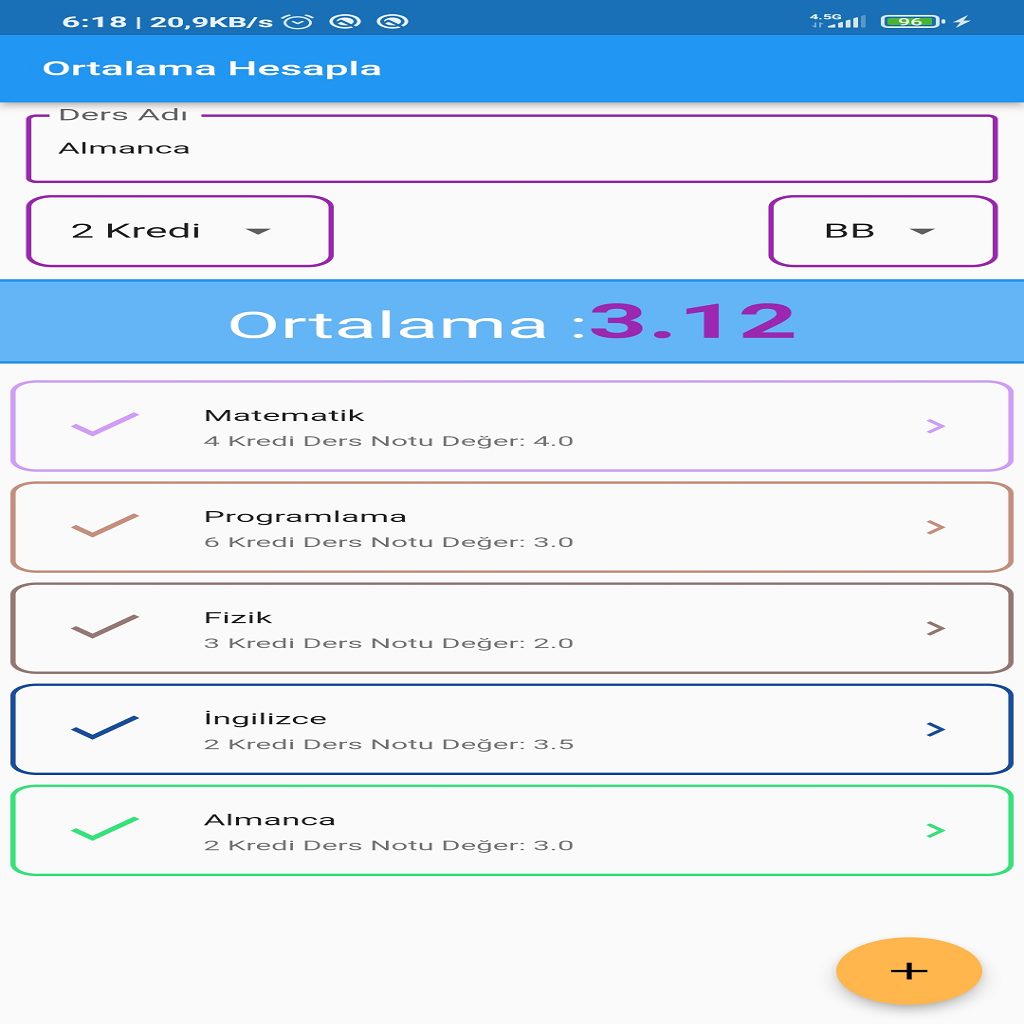 6:18 | 20,9KB/s 4.5G 96
Ortalama Hesapla
Ders Adı
Almanca
2 Kredi BB
Ortalama :3.12
Matematik
4 Kredi Ders Notu Değer: 4.0
Programlama
6 Kredi Ders Notu Değer: 3.0
Fizik
3 Kredi Ders Notu Değer: 2.0
İngilizce
2 Kredi Ders Notu Değer: 3.5
Almanca
2 Kredi Ders Notu Değer: 3.0